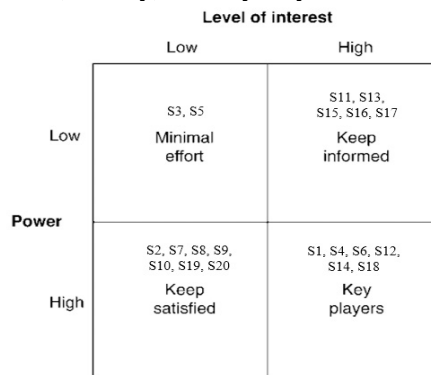 Level of interest
Low
High
Low
S3, S5
Minimal
effort
S11, S13,
S15, S16, S17
Keep
informed
Power
High
S2, S7, S8, S9,
S10, S19, S20
Keep
satisfied
S1, S4, S6, S12,
S14, S18
Key
players